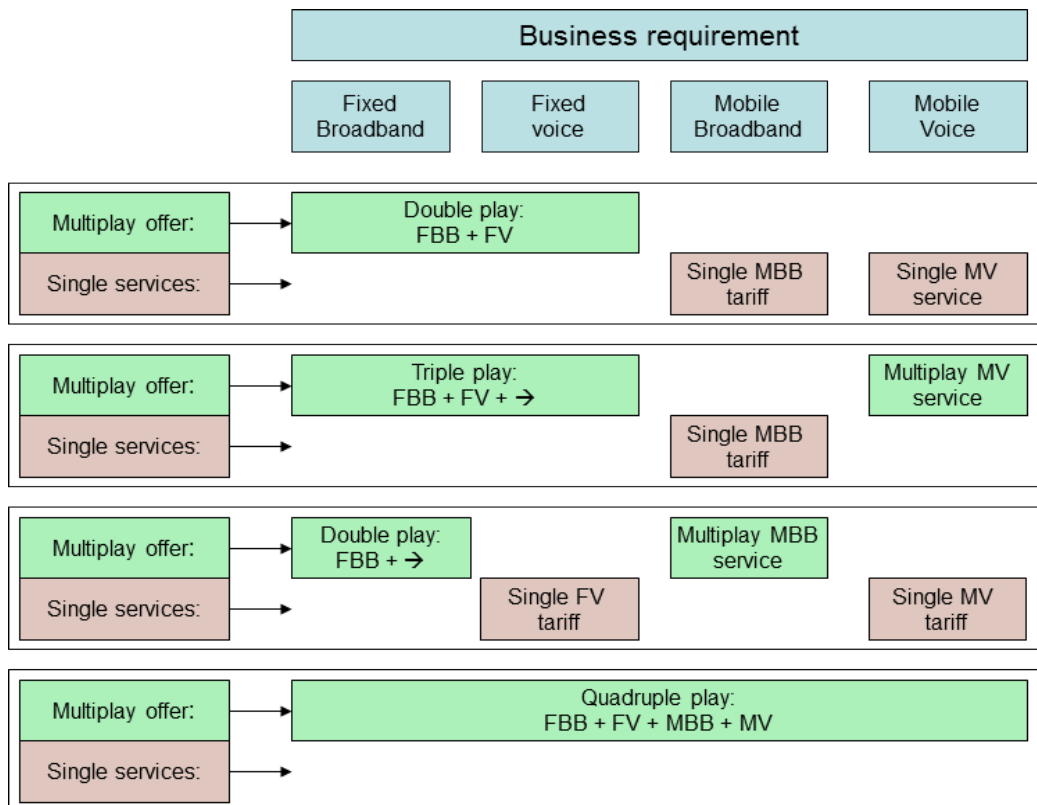 Business requirement
Fixed
Broadband
Fixed
voice
Mobile
Broadband
Mobile
Voice
Multiplay offer:
Double play:
FBB + FV
Single services:
Single MBB
tariff
Single MV
service
Multiplay offer:
Triple play:
FBB + FV + →
Multiplay MV
service
Single services:
Single MBB
tariff
Multiplay offer:
Double play:
FBB + →
Multiplay MBB
service
Single services:
Single FV
tariff
Single MV
tariff
Multiplay offer:
Quadruple play:
FBB + FV + MBB + MV
Single services: